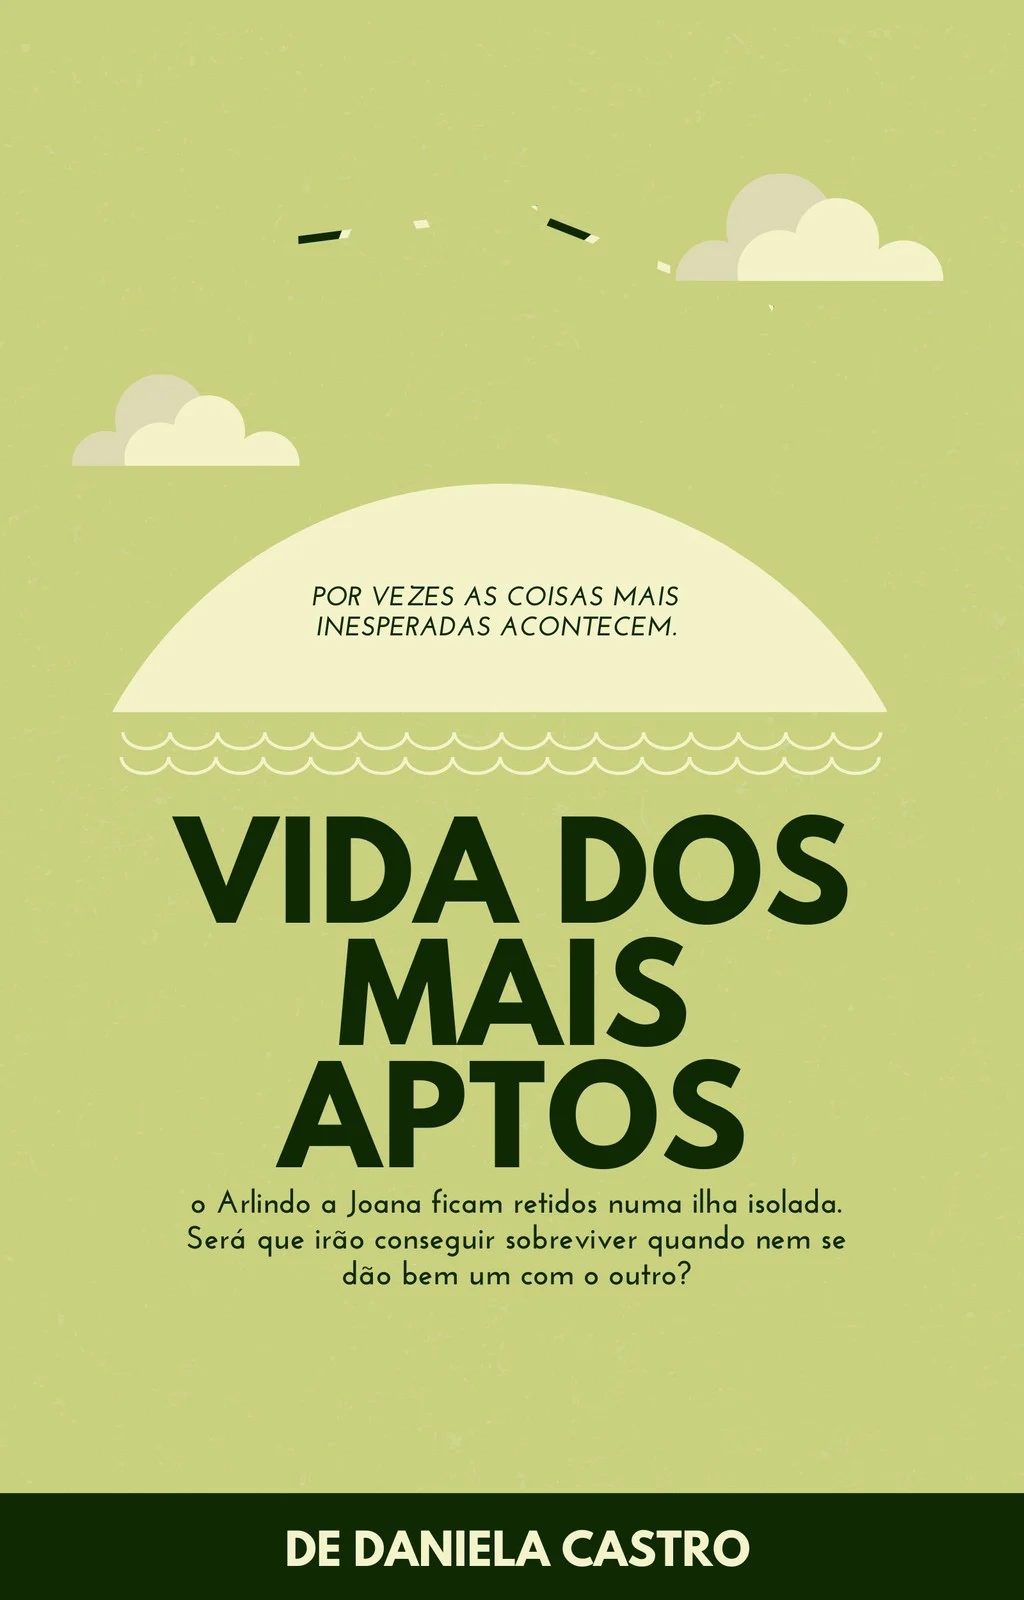 POR VEZES AS COISAS MAIS
INESPERADAS ACONTECEM.
VIDA DOS
MAIS
APTOS
o Arlindo a Joana ficam retidos numa ilha isolada.
Será que irão conseguir sobreviver quando nem se
dão bem um com o outro?
DE DANIELA CASTRO